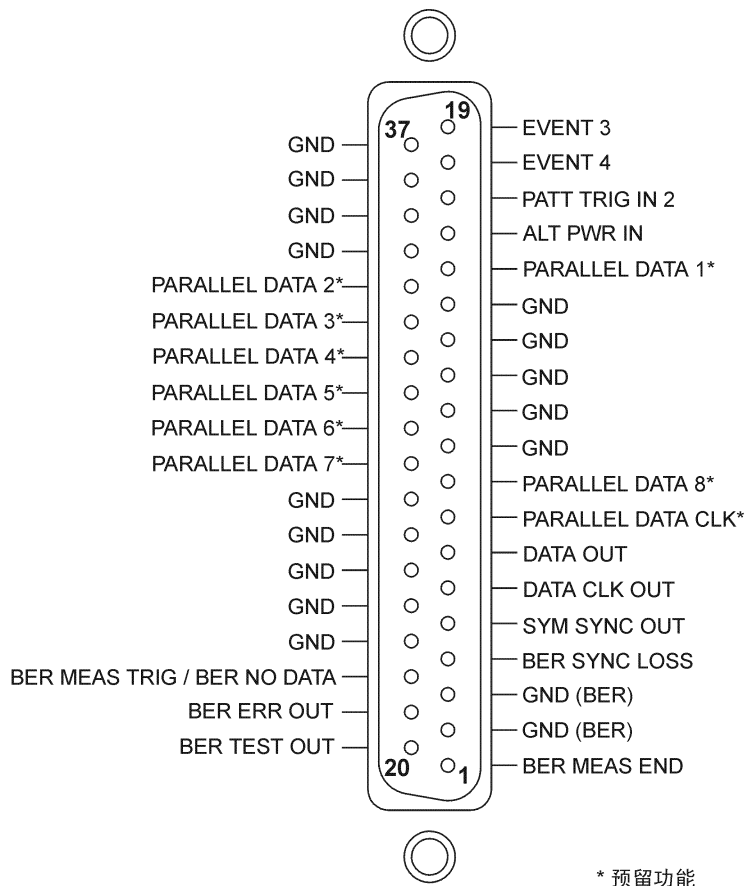 19
37
EVENT 3
GND
EVENT 4
GND
PATT TRIG IN 2
GND
ALT PWR IN
GND
PARALLEL DATA 1*
PARALLEL DATA 2*
GND
PARALLEL DATA 3*
GND
PARALLEL DATA 4*
GND
PARALLEL DATA 5*
GND
PARALLEL DATA 6*
GND
PARALLEL DATA 7*
PARALLEL DATA 8*
GND
PARALLEL DATA CLK*
GND
DATA OUT
GND
DATA CLK OUT
GND
SYM SYNC OUT
GND
BER SYNC LOSS
BER MEAS TRIG / BER NO DATA
GND (BER)
BER ERR OUT
GND (BER)
BER TEST OUT
BER MEAS END
20
1
* 预留功能